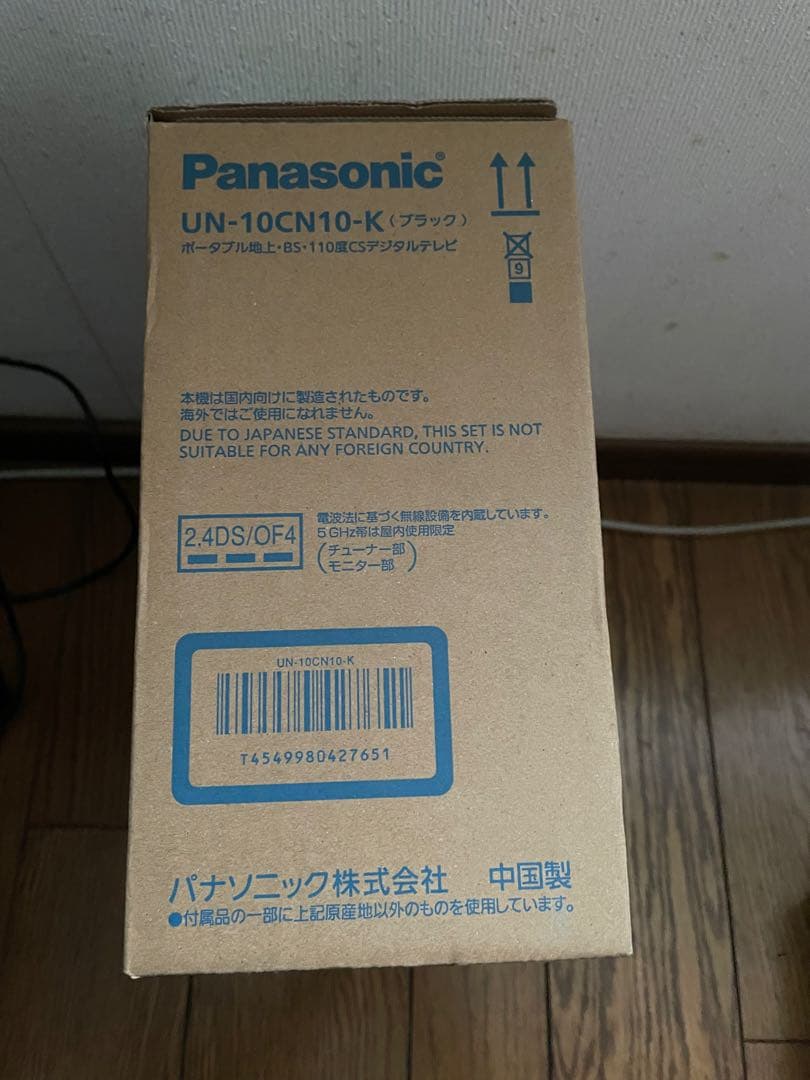 Panasonic®
UN-10CN10-K（ブラック）
ポータブル地上・BS・110度CSデジタルテレビ
9
本機は国内向けに製造されたものです。
海外ではご使用になれません。
DUE TO JAPANESE STANDARD, THIS SET IS NOT
SUITABLE FOR ANY FOREIGN COUNTRY.
2.4DS/OF4
電波法に基づく無線設備を内蔵しています。
5GHz帯は屋内使用限定
（チューナー部
モニター部）
UN-10CN10-K
T4549980427651
パナソニック株式会社 中国製
●付属品の一部に上記原産地以外のものを使用しています。